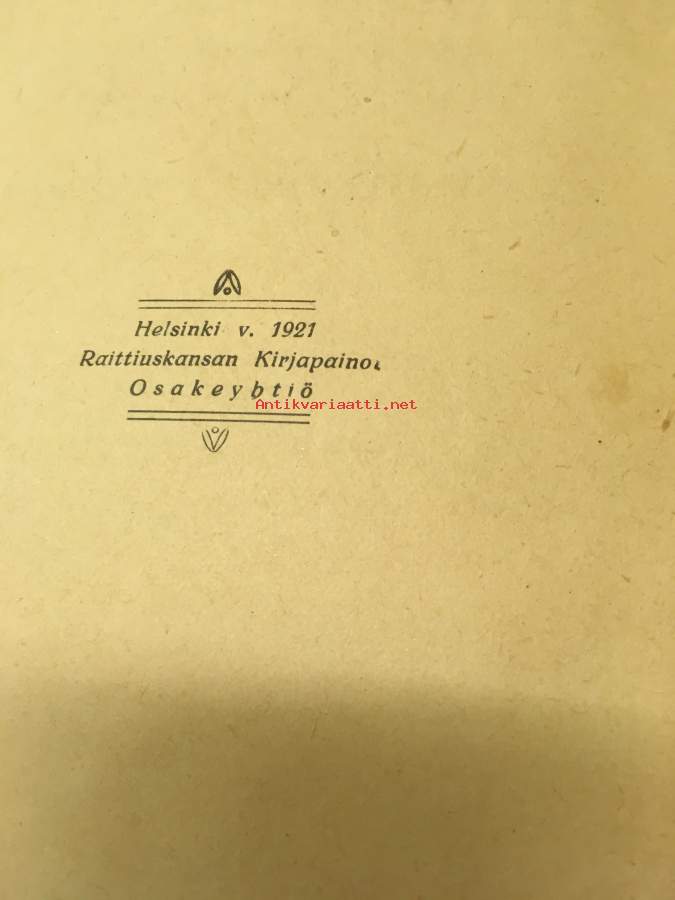 Helsinki v. 1921
Raittiuskansan Kirjapaino
Osakeyhtiö
Antikvariaatti.net